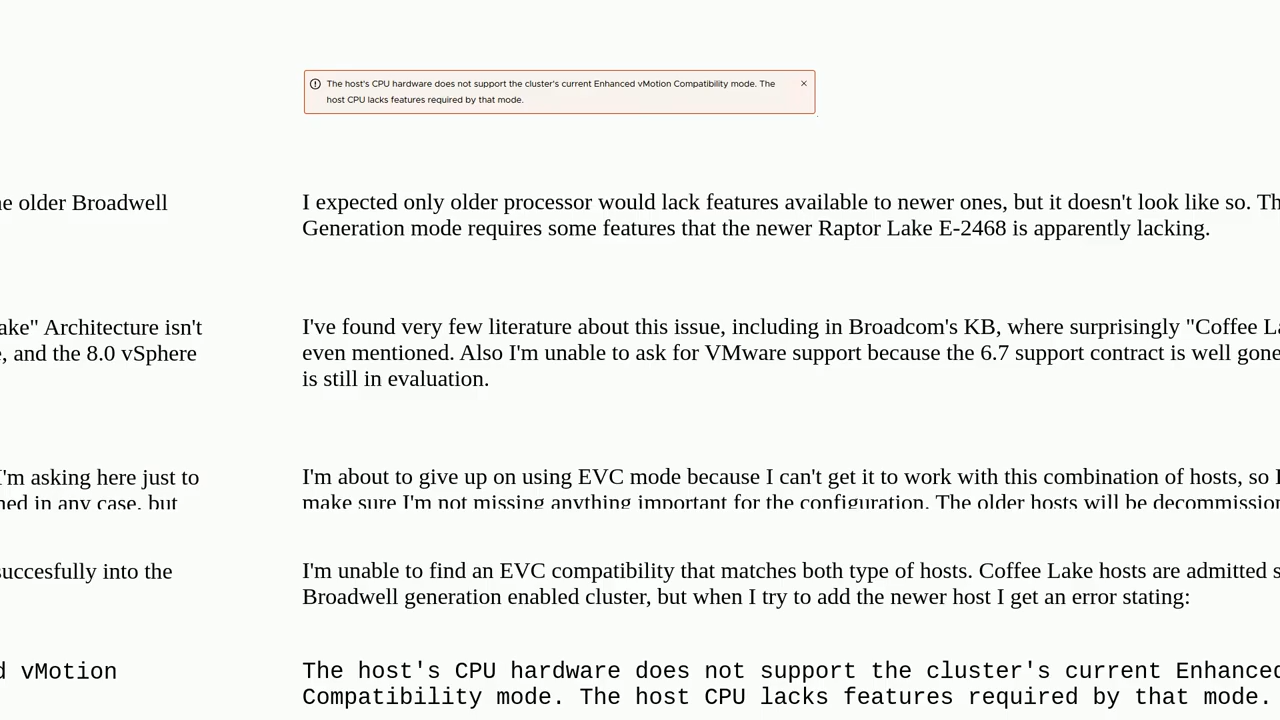 The host's CPU hardware does not support the cluster's current Enhanced vMotion Compatibility mode. The
host CPU lacks features required by that mode.
older Broadwell
I expected only older processor would lack features available to newer ones, but it doesn't look like so. Th
Generation mode requires some features that the newer Raptor Lake E-2468 is apparently lacking.
ake" Architecture isn't
I've found very few literature about this issue, including in Broadcom's KB, where surprisingly "Coffee La
, and the 8.0 vSphere
even mentioned. Also I'm unable to ask for VMware support because the 6.7 support contract is well gone
is still in evaluation.
I'm asking here just to
I'm about to give up on using EVC mode because I can't get it to work with this combination of hosts, so I
ned in any case, but
make sure I'm not missing anything important for the configuration. The older hosts will be decommission
succesfully into the
I'm unable to find an EVC compatibility that matches both type of hosts. Coffee Lake hosts are admitted s
Broadwell generation enabled cluster, but when I try to add the newer host I get an error stating:
d vMotion
The host's CPU hardware does not support the cluster's current Enhanced
Compatibility mode. The host CPU lacks features required by that mode.